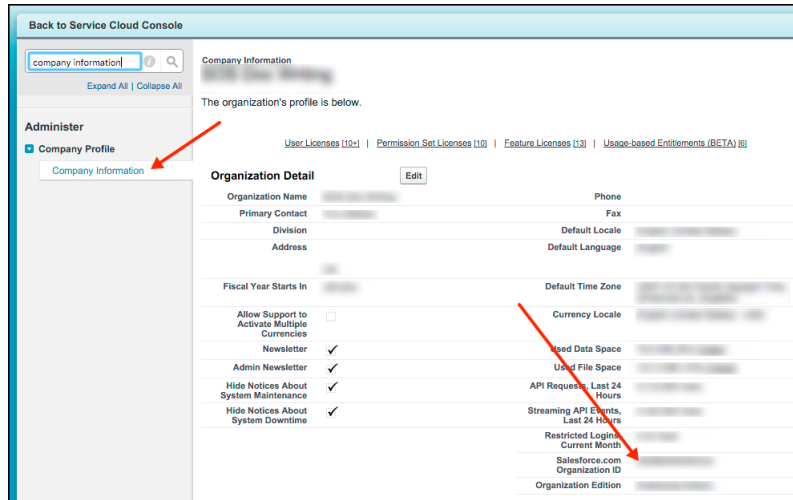 Back to Service Cloud Console
company information
Expand All | Collapse All
Administer
Company Profile
Company Information
Company Information
The organization's profile is below.
User Licenses [10+] | Permission Set Licenses [10] | Feature Licenses [13] | Usage-based Entitlements (BETA) [6]
Organization Detail
Edit
Organization Name
Phone
Primary Contact
Fax
Division
Default Locale
Address
Default Language
Fiscal Year Starts In
Default Time Zone
Allow Support to
Activate Multiple
Currencies
Currency Locale
Newsletter
Used Data Space
Admin Newsletter
Used File Space
Hide Notices About
System Maintenance
API Requests, Last 24
Hours
Hide Notices About
System Downtime
Streaming API Events,
Last 24 Hours
Restricted Logins,
Current Month
Salesforce.com
Organization ID
Organization Edition